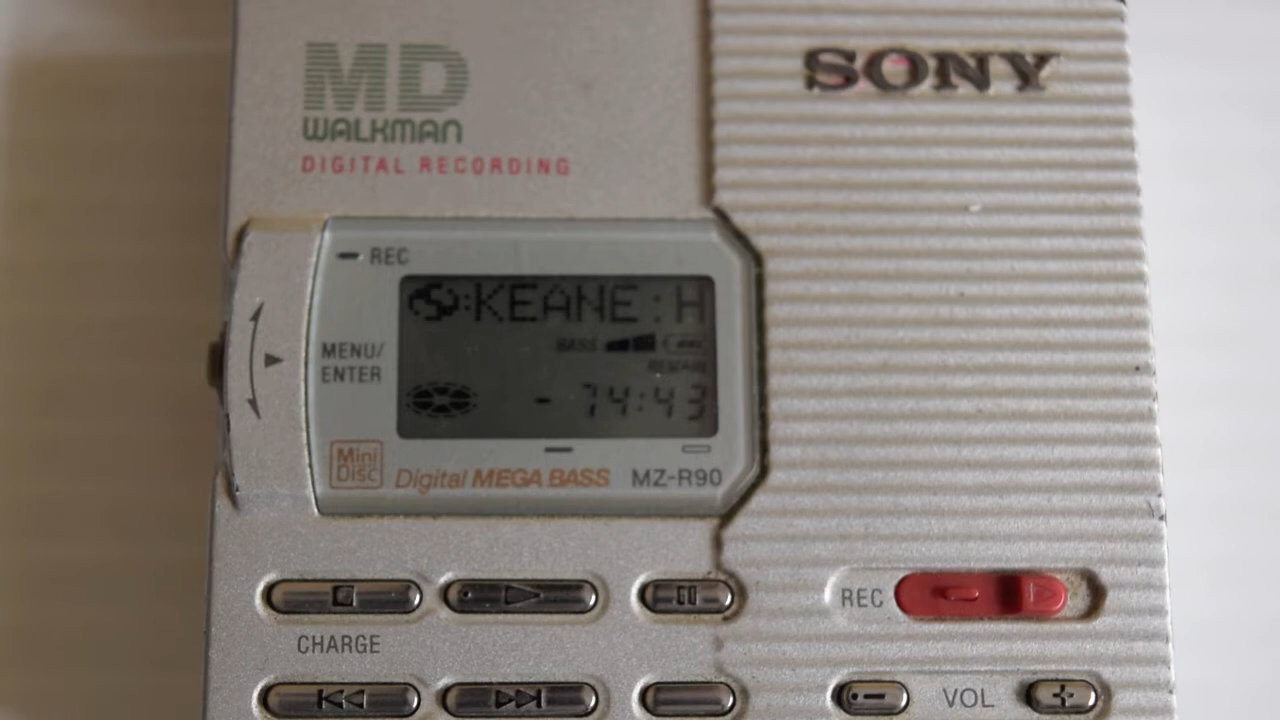 MD
WALKMAN
DIGITAL RECORDING
SONY
REC
KEANE:H
BASS
REMAIN
- 74:43
MENU/
ENTER
Mini
Disc
Digital MEGA BASS
MZ-R90
REC
CHARGE
VOL